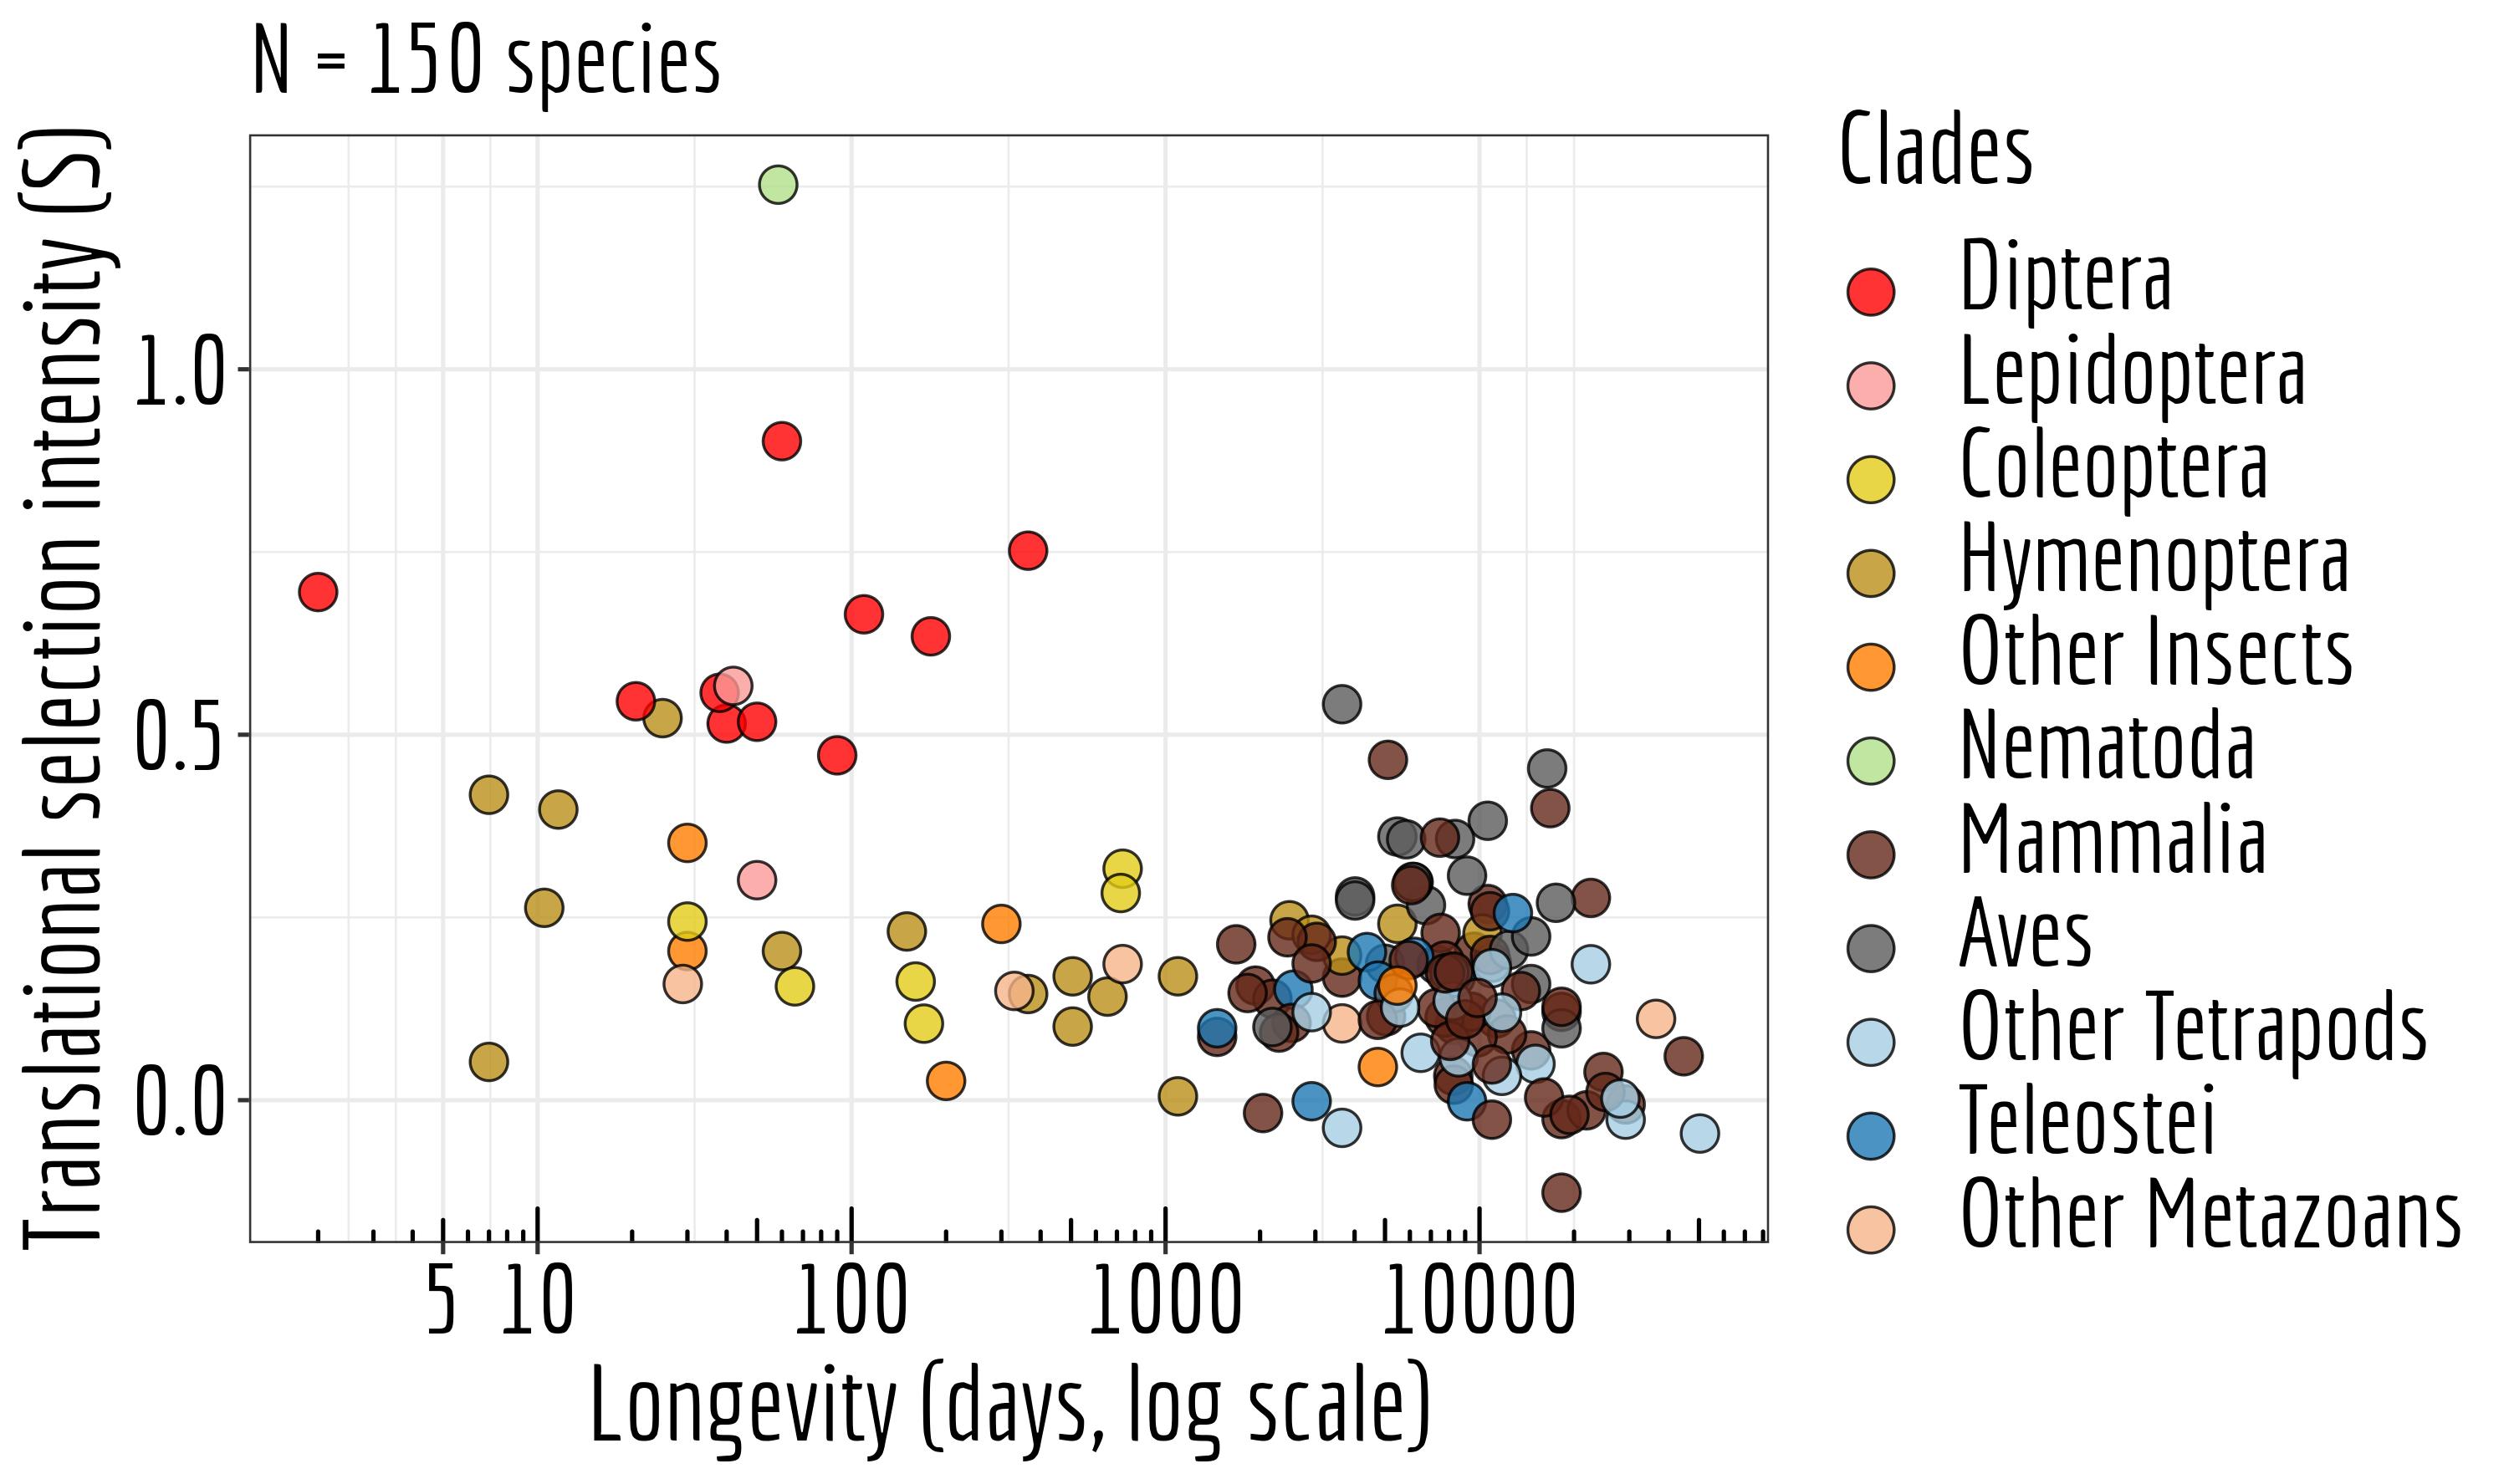 N = 150 species
Translational selection intensity (S)
1.0
0.5
0.0
5 10 100 1000 10000
Longevity (days, log scale)
Clades
Diptera
Lepidoptera
Coleoptera
Hymenoptera
Other Insects
Nematoda
Mammalia
Aves
Other Tetrapods
Teleostei
Other Metazoans